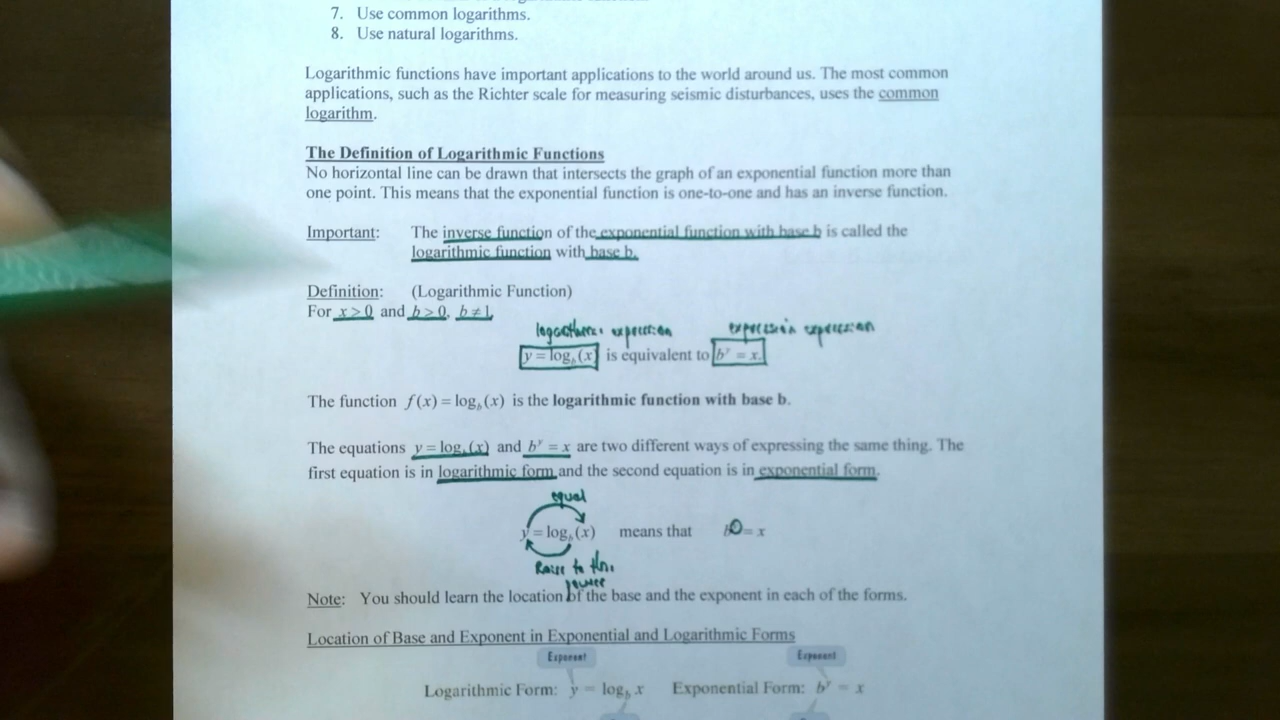 7. Use common logarithms.
8. Use natural logarithms.
Logarithmic functions have important applications to the world around us. The most common
applications, such as the Richter scale for measuring seismic disturbances, uses the common
logarithm.
The Definition of Logarithmic Functions
No horizontal line can be drawn that intersects the graph of an exponential function more than
one point. This means that the exponential function is one-to-one and has an inverse function.
Important: The inverse function of the exponential function with base b is called the
logarithmic function with base b.
Definition: (Logarithmic Function)
For x > 0 and b > 0, b ≠ 1,
expression expression
y = log_b(x) is equivalent to b^y = x.
The function f(x) = log_b(x) is the logarithmic function with base b.
The equations y = log_b(x) and b^y = x are two different ways of expressing the same thing. The
first equation is in logarithmic form and the second equation is in exponential form.
equal
y = log_b(x) means that = x
Raise to this
power
Note: You should learn the location of the base and the exponent in each of the forms.
Location of Base and Exponent in Exponential and Logarithmic Forms
Exponent Exponent
Logarithmic Form: y = log_b x Exponential Form: b^y = x